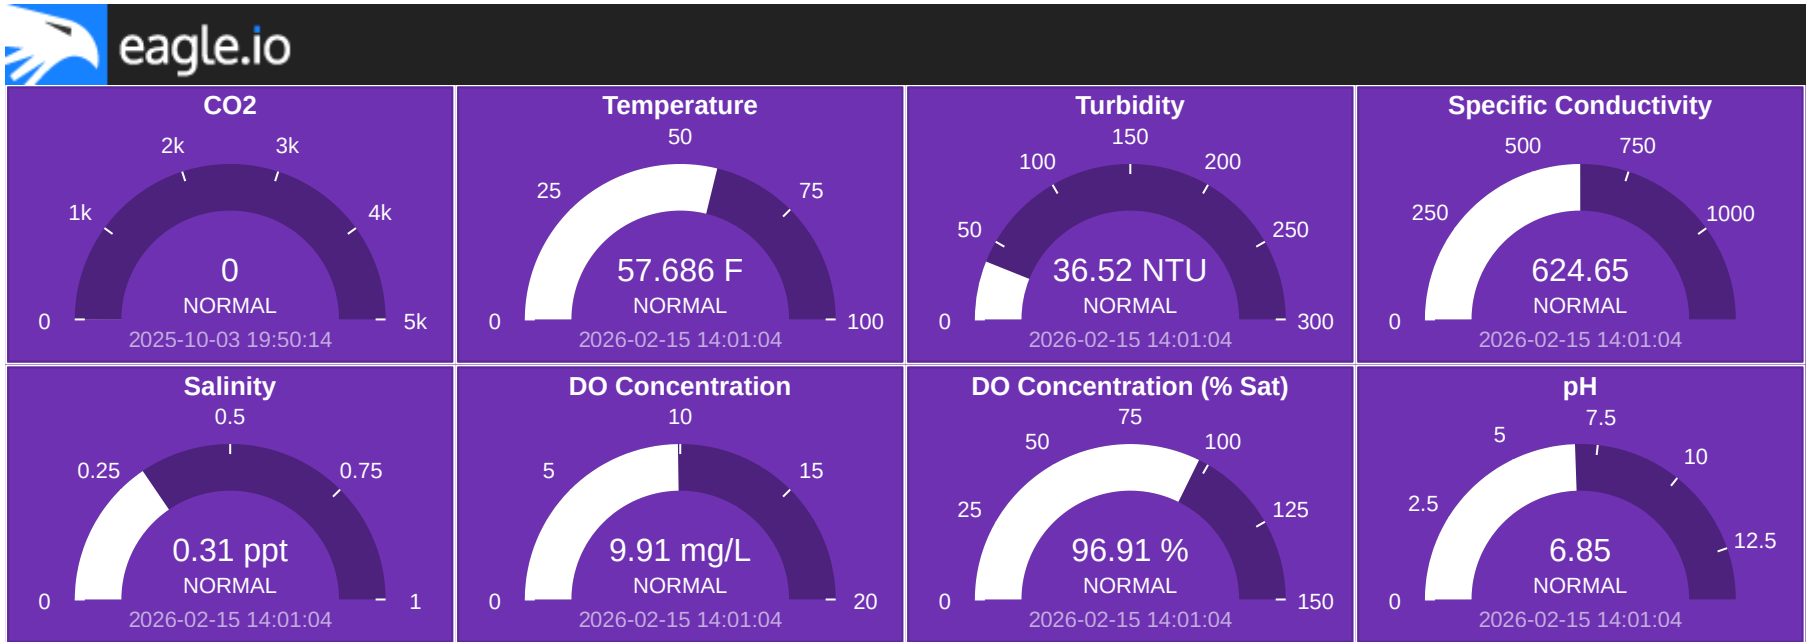 eagle.io
CO2
2k 3k
1k 4k
0
NORMAL
0 5k
2025-10-03 19:50:14
Temperature
50
25 75
57.686 F
NORMAL
0 100
2026-02-15 14:01:04
Turbidity
150
100 200
50 250
36.52 NTU
NORMAL
0 300
2026-02-15 14:01:04
Specific Conductivity
500 750
250 1000
624.65
NORMAL
0
2026-02-15 14:01:04
Salinity
0.5
0.25 0.75
0.31 ppt
NORMAL
0 1
2026-02-15 14:01:04
DO Concentration
10
5 15
9.91 mg/L
NORMAL
0 20
2026-02-15 14:01:04
DO Concentration (% Sat)
75
50 100
25 125
96.91 %
NORMAL
0 150
2026-02-15 14:01:04
pH
7.5
5 10
2.5 12.5
6.85
NORMAL
0
2026-02-15 14:01:04